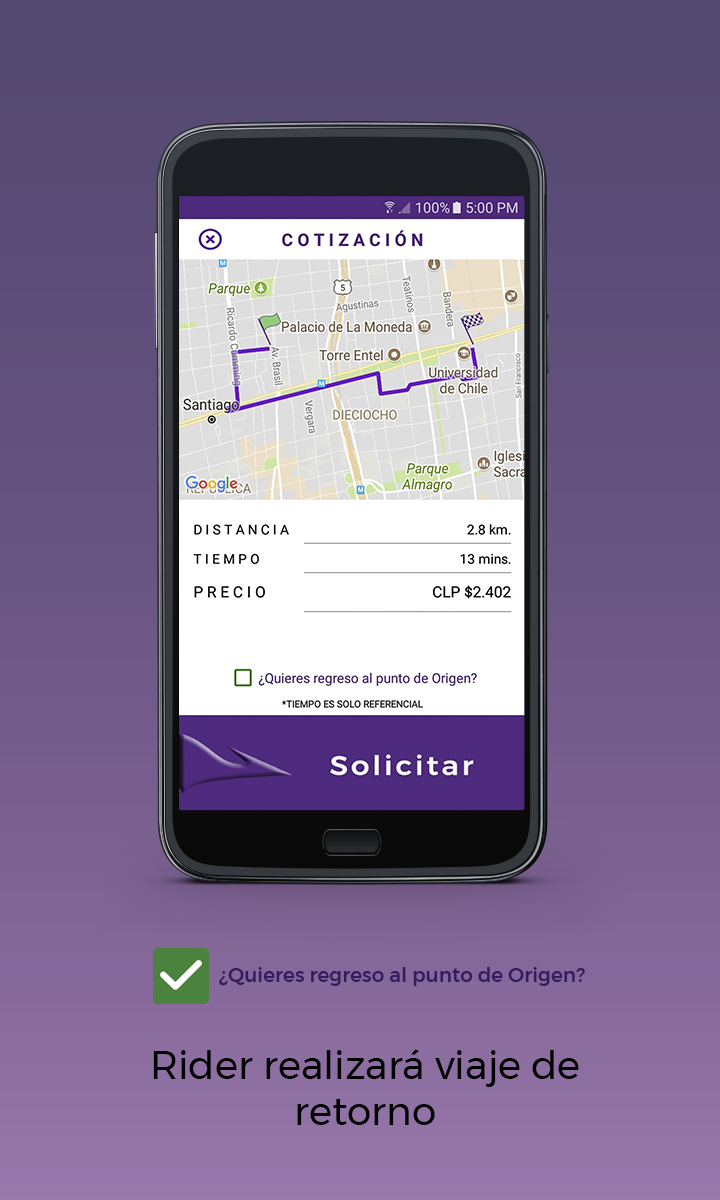 100% 5:00 PM
COTIZACIÓN
Parque
5
Agustinas
Teatinos
Bandera
Ricardo Cumming
Palacio de La Moneda
Av. Brasil
Torre Entel
San Francisco
Universidad
de Chile
Santiago
Vergara
DIECIOCHO
Iglesi
Sacra
Parque
Almagro
Google
DISTANCIA 2.8 km.
TIEMPO 13 mins.
PRECIO CLP $2.402
¿Quieres regreso al punto de Origen?
*TIEMPO ES SOLO REFERENCIAL
Solicitar
¿Quieres regreso al punto de Origen?
Rider realizará viaje de
retorno